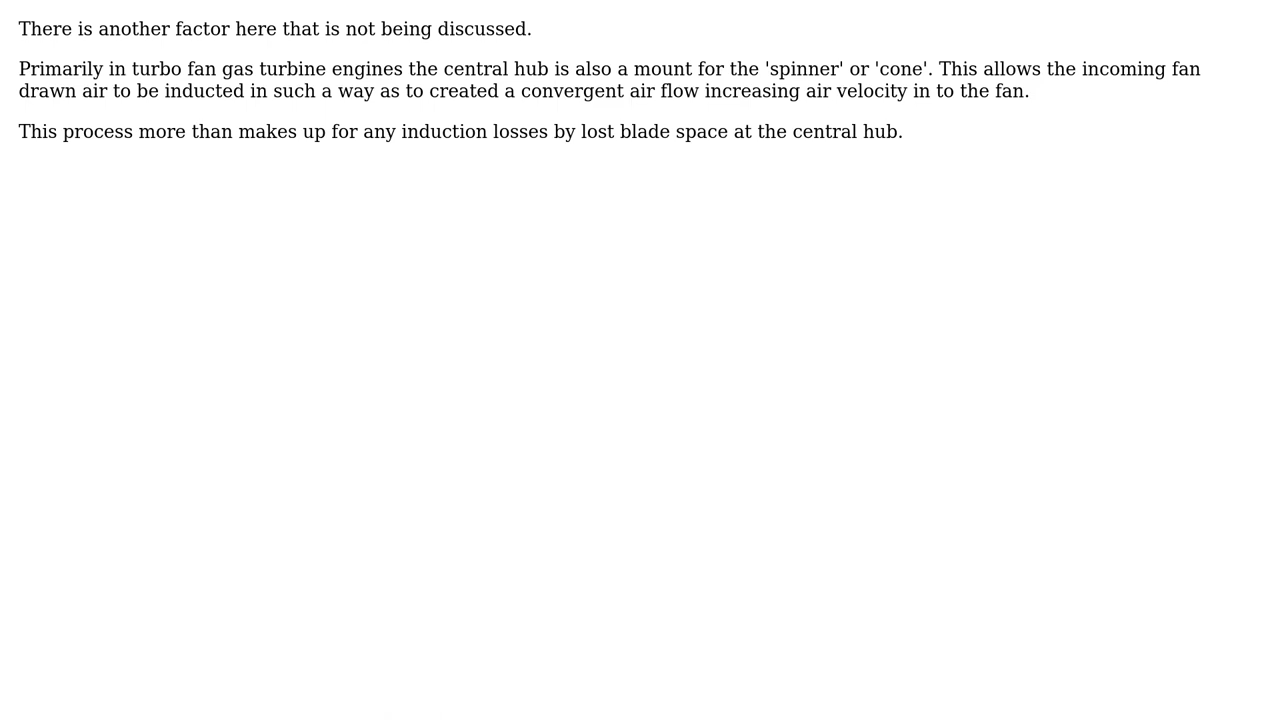 There is another factor here that is not being discussed.
Primarily in turbo fan gas turbine engines the central hub is also a mount for the 'spinner' or 'cone'. This allows the incoming fan
drawn air to be inducted in such a way as to created a convergent air flow increasing air velocity in to the fan.
This process more than makes up for any induction losses by lost blade space at the central hub.